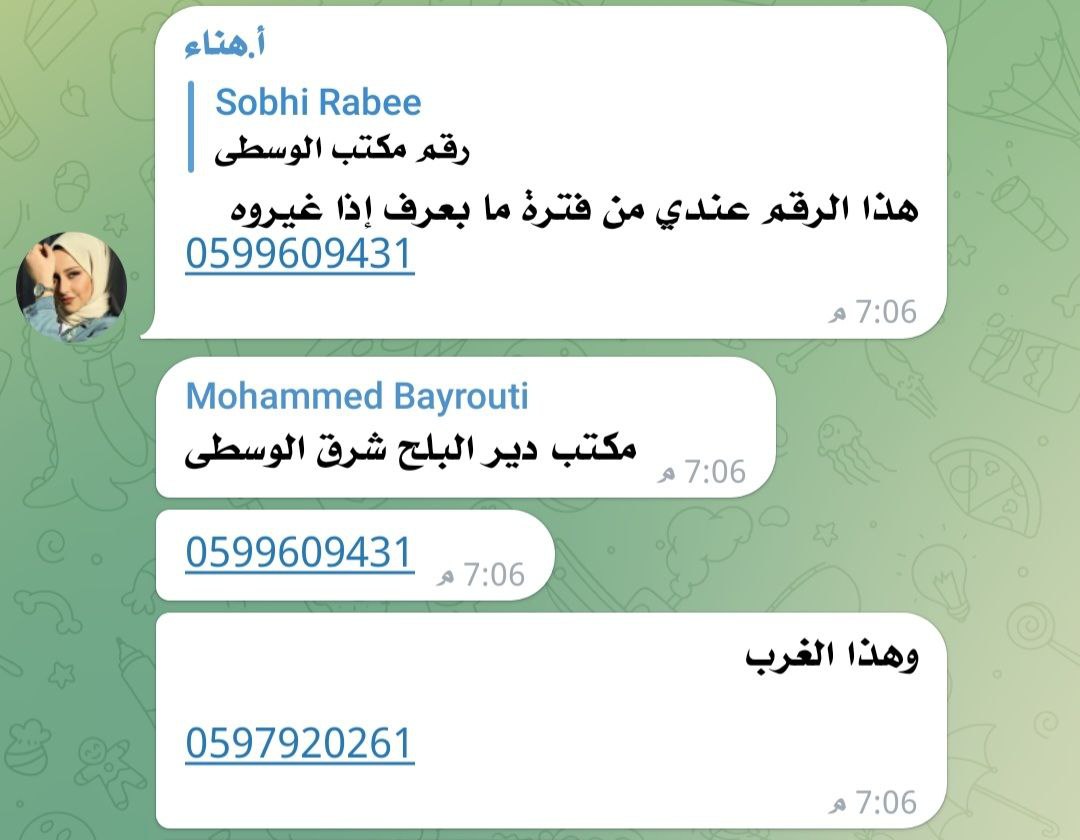 أ.هناء
Sobhi Rabee
رقم مكتب الوسطى
هذا الرقم عندي من فترة ما بعرف إذا غيروه
0599609431
7:06 م
Mohammed Bayrouti
مكتب دير البلح شرق الوسطى
7:06 م
0599609431
7:06 م
وهذا الغرب
0597920261
7:06 م